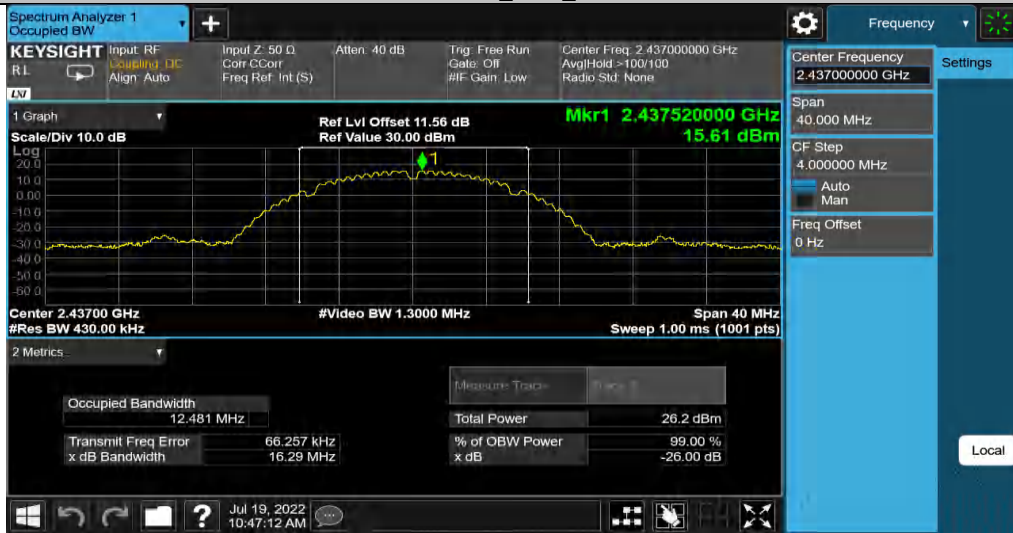 Spectrum Analyzer 1
Occupied BW
+
Frequency
KEYSIGHT
RL
LXI
Input: RF
Coupling: DC
Align: Auto
Input Z: 50 Ω
Corr CCorr
Freq Ref: Int (S)
Atten: 40 dB
Trig: Free Run
Gate: Off
#IF Gain: Low
Center Freq: 2.437000000 GHz
Avg|Hold >100/100
Radio Std: None
Center Frequency
2.437000000 GHz
Settings
Span
40.000 MHz
CF Step
4.000000 MHz
Auto
Man
Freq Offset
0 Hz
Local
1 Graph
Scale/Div 10.0 dB
Ref Lvl Offset 11.56 dB
Ref Value 30.00 dBm
Mkr1 2.437520000 GHz
15.61 dBm
Log
1
20.0
10.0
0.00
-10.0
-20.0
-30.0
-40.0
-50.0
-60.0
Center 2.43700 GHz
#Video BW 1.3000 MHz
Span 40 MHz
#Res BW 430.00 kHz
Sweep 1.00 ms (1001 pts)
2 Metrics
Measure Trace
Occupied Bandwidth
12.481 MHz
Total Power
26.2 dBm
Transmit Freq Error
66.257 kHz
% of OBW Power
99.00 %
x dB Bandwidth
16.29 MHz
x dB
-26.00 dB
?
Jul 19, 2022
10:47:12 AM